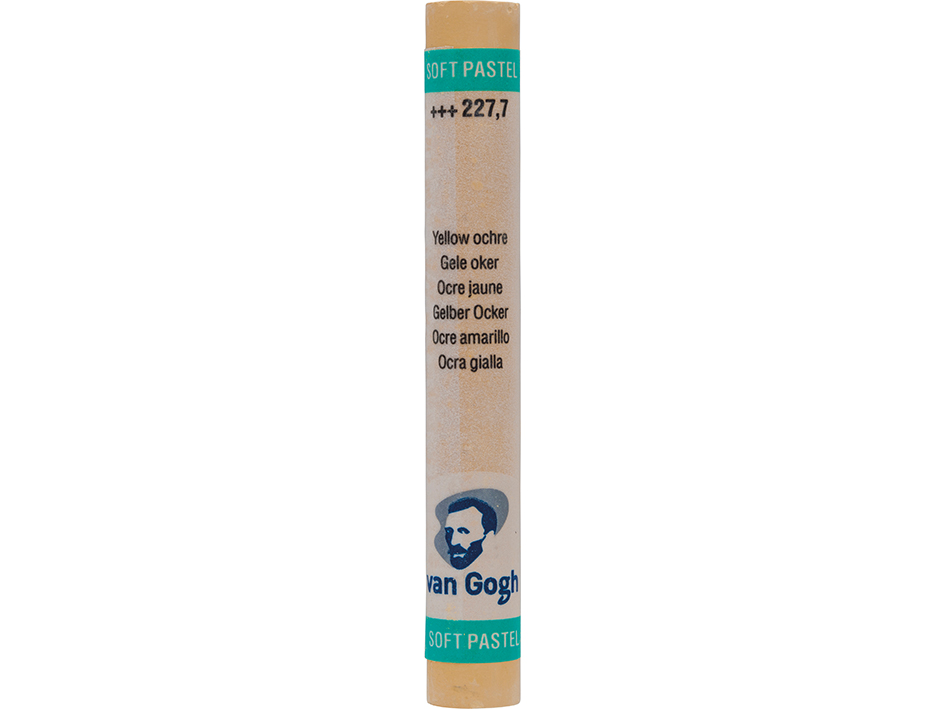 SOFT PASTEL
+++ 227,7
Yellow ochre
Gele oker
Ocre jaune
Gelber Ocker
Ocre amarillo
Ocra gialla
van Gogh
SOFT PASTEL